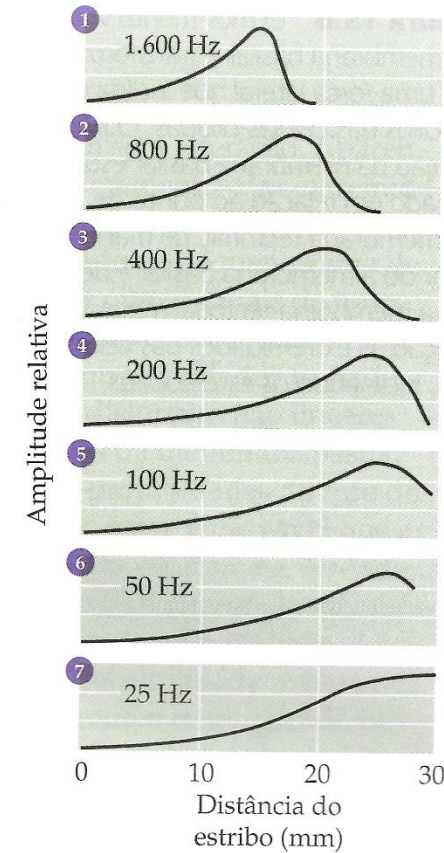 1
1.600 Hz
2
800 Hz
3
400 Hz
4
200 Hz
5
100 Hz
6
50 Hz
7
25 Hz
Amplitude relativa
0 10 20 30
Distância do
estribo (mm)